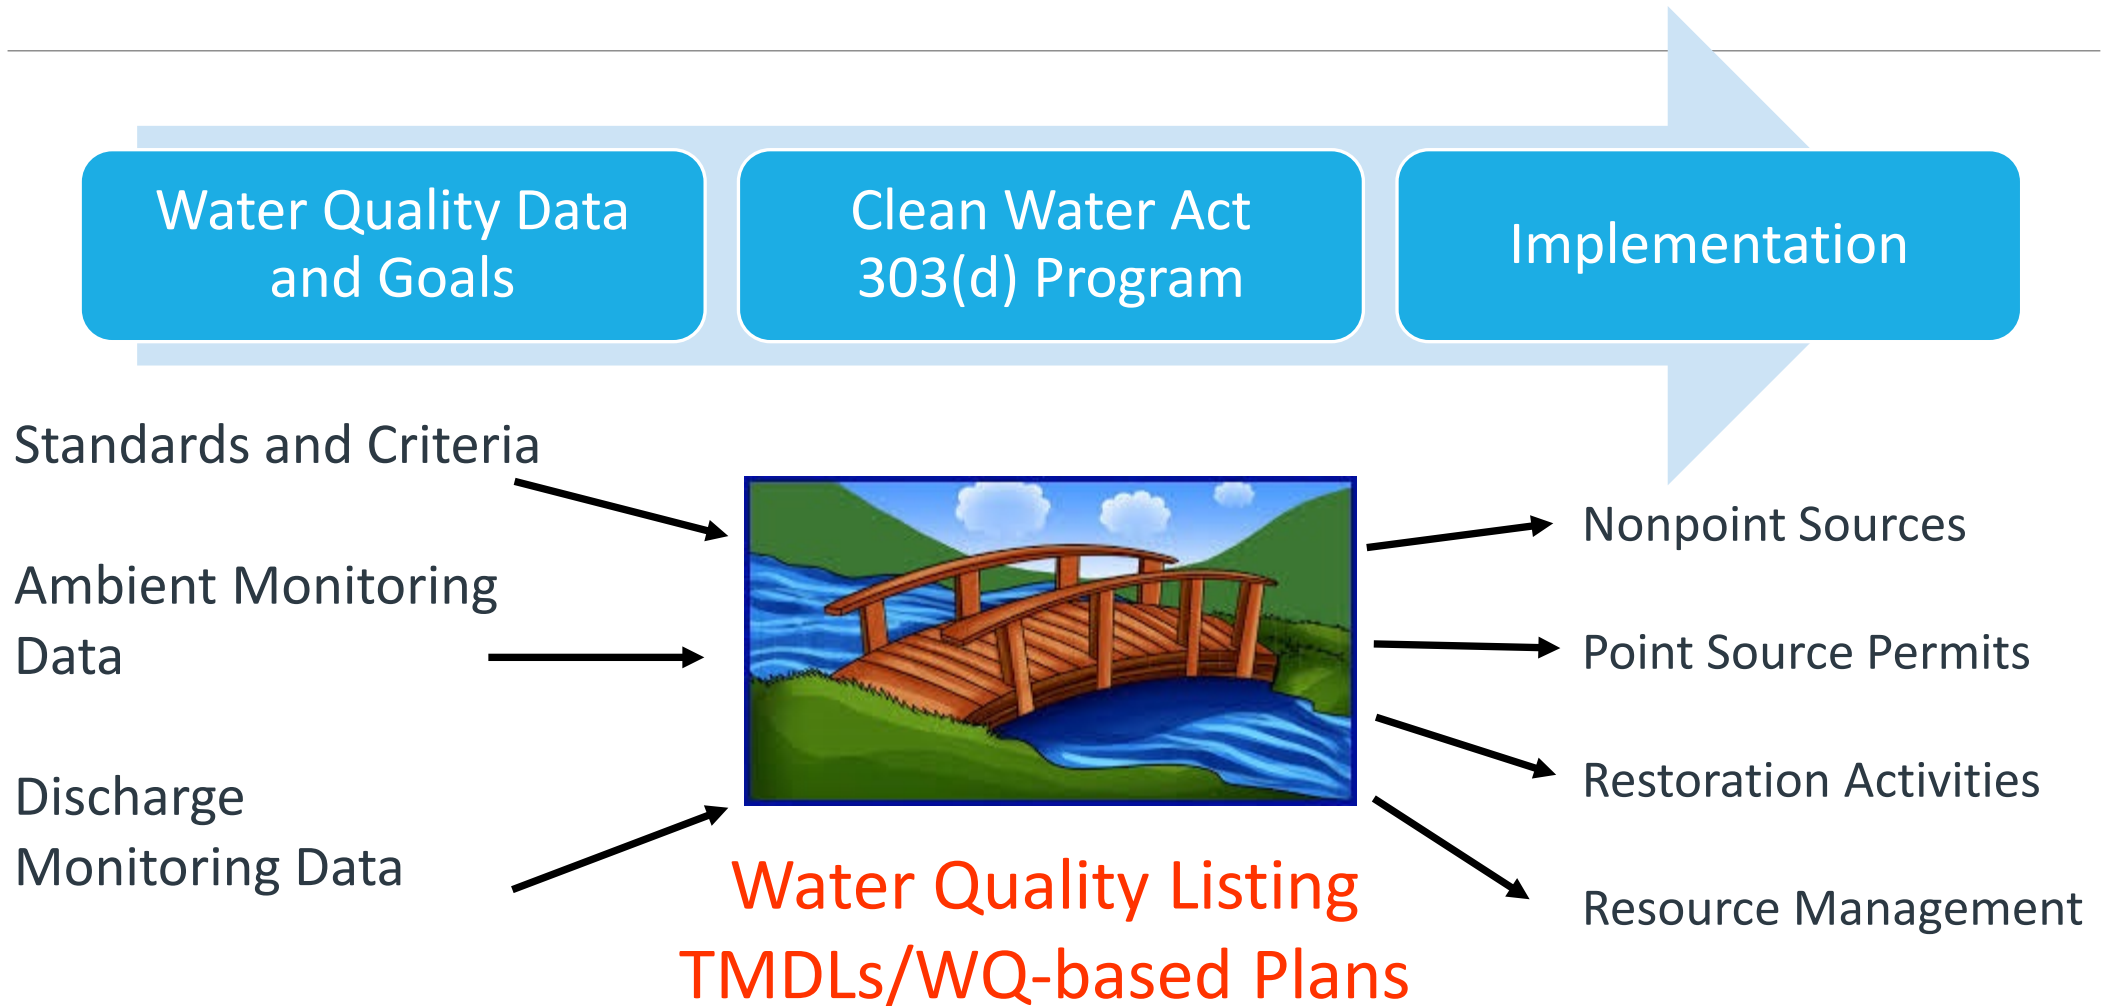 Water Quality Data
and Goals
Clean Water Act
303(d) Program
Implementation
Standards and Criteria
Ambient Monitoring
Data
Discharge
Monitoring Data
Water Quality Listing
TMDLs/WQ-based Plans
Nonpoint Sources
Point Source Permits
Restoration Activities
Resource Management